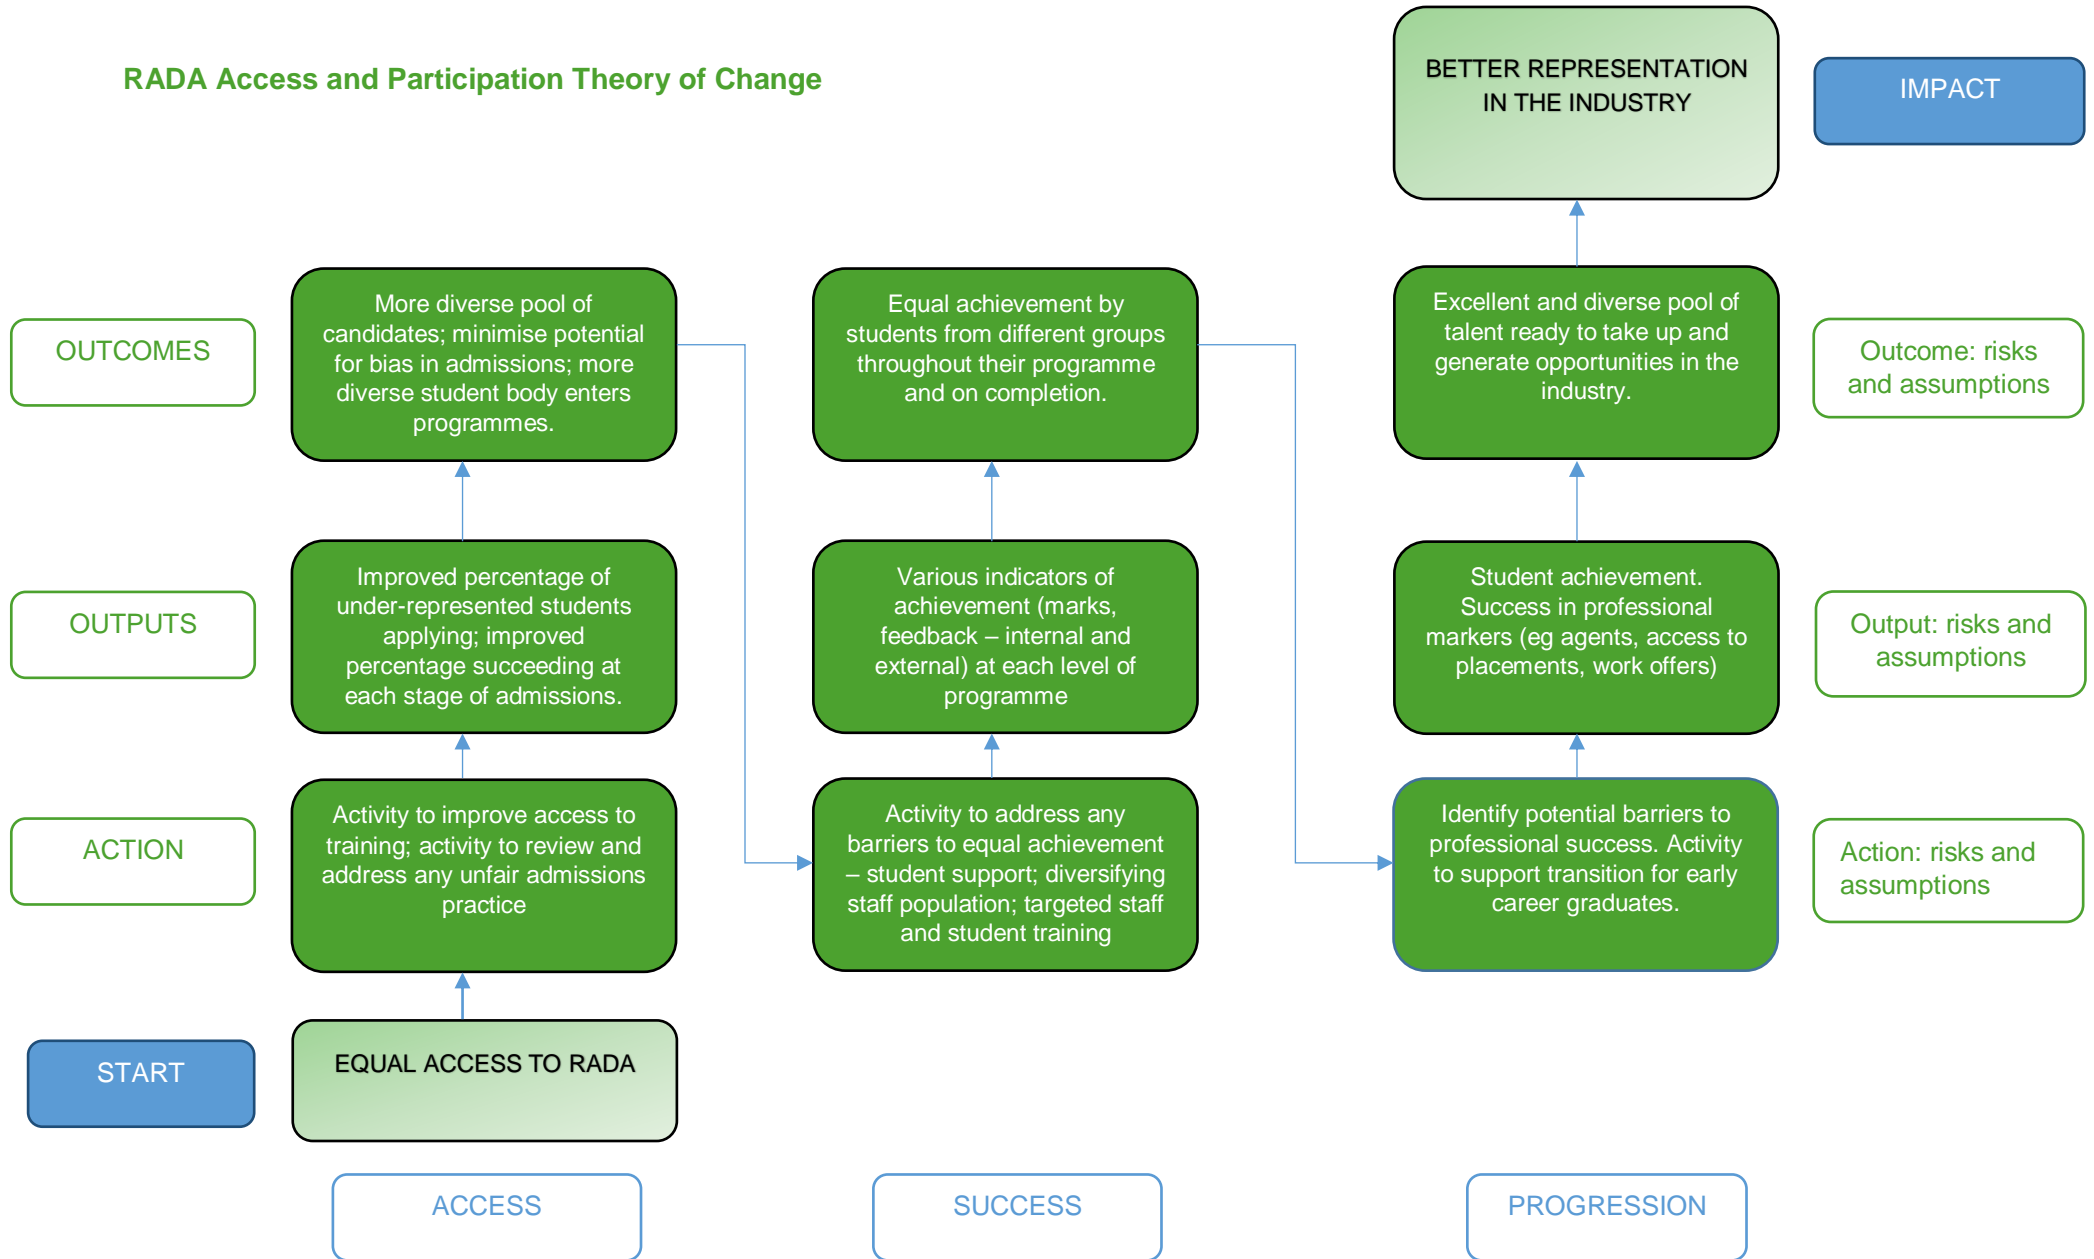 RADA Access and Participation Theory of Change
BETTER REPRESENTATION
IN THE INDUSTRY
IMPACT
OUTCOMES
More diverse pool of
candidates; minimise potential
for bias in admissions; more
diverse student body enters
programmes.
Equal achievement by
students from different groups
throughout their programme
and on completion.
Excellent and diverse pool of
talent ready to take up and
generate opportunities in the
industry.
Outcome: risks
and assumptions
OUTPUTS
Improved percentage of
under-represented students
applying; improved
percentage succeeding at
each stage of admissions.
Various indicators of
achievement (marks,
feedback – internal and
external) at each level of
programme
Student achievement.
Success in professional
markers (eg agents, access to
placements, work offers)
Output: risks and
assumptions
ACTION
Activity to improve access to
training; activity to review and
address any unfair admissions
practice
Activity to address any
barriers to equal achievement
– student support; diversifying
staff population; targeted staff
and student training
Identify potential barriers to
professional success. Activity
to support transition for early
career graduates.
Action: risks and
assumptions
START
EQUAL ACCESS TO RADA
ACCESS
SUCCESS
PROGRESSION